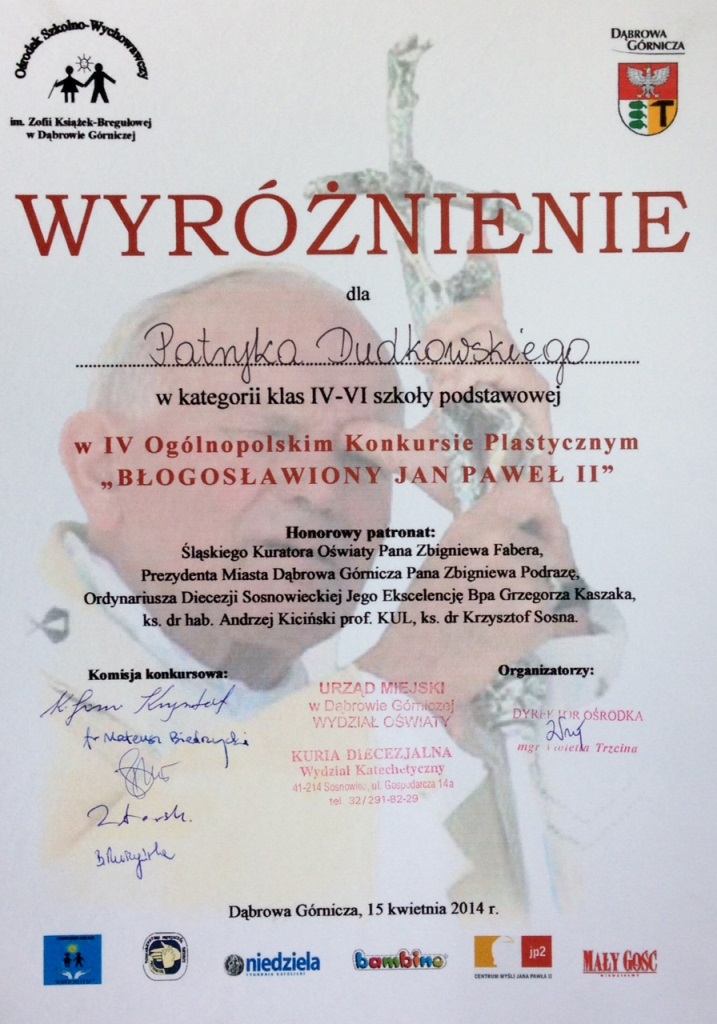 Ośrodek Szkolno-Wychowawczy
im. Zofii Książek-Bregułowej
w Dąbrowie Górniczej
DĄBROWA
GÓRNICZA
WYRÓŻNIENIE
dla
Patryka Dudkowskiego
w kategorii klas IV-VI szkoły podstawowej
w IV Ogólnopolskim Konkursie Plastycznym
„BŁOGOSŁAWIONY JAN PAWEŁ II”
Honorowy patronat:
Śląskiego Kuratora Oświaty Pana Zbigniewa Fabera,
Prezydenta Miasta Dąbrowa Górnicza Pana Zbigniewa Podrazę,
Ordynariusza Diecezji Sosnowieckiej Jego Ekscelencję Bpa Grzegorza Kaszaka,
ks. dr hab. Andrzej Kiciński prof. KUL, ks. dr Krzysztof Sosna.
Komisja konkursowa:
Krzysztof
Mateusz
URZĄD MIEJSKI
w Dąbrowie Górniczej
WYDZIAŁ OŚWIATY
KURIA DIECEZJALNA
Wydział Katechetyczny
41-214 Sosnowiec, ul. Gospodarcza 14a
tel. 32/291-82-29
Organizatorzy:
DYREKTOR OŚRODKA
mgr Violetta Trzcina
Dąbrowa Górnicza, 15 kwietnia 2014 r.
niedziela
TYGODNIK KATOLICKI
bambino
jp2
CENTRUM MYŚLI JANA PAWŁA II
MAŁY GOŚĆ
NIEDZIELNY